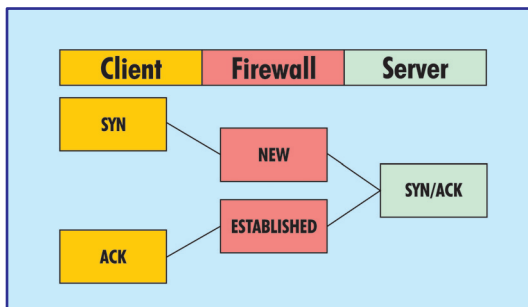 Client Firewall Server
SYN
NEW
SYN/ACK
ESTABLISHED
ACK